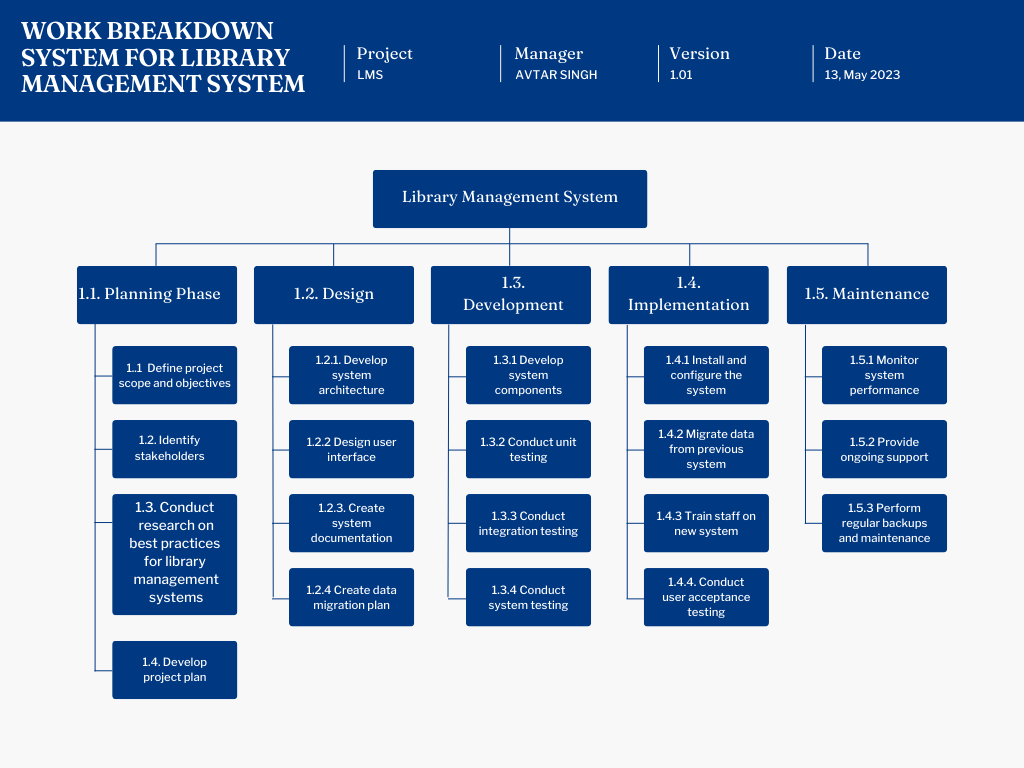 WORK BREAKDOWN
SYSTEM FOR LIBRARY
MANAGEMENT SYSTEM
Project
LMS
Manager
AVTAR SINGH
Version
1.01
Date
13, May 2023
Library Management System
1.1. Planning Phase
1..1 Define project
scope and objectives
1.2. Identify
stakeholders
1.3. Conduct
research on
best practices
for library
management
systems
1.4. Develop
project plan
1.2. Design
1.2.1. Develop
system
architecture
1.2.2 Design user
interface
1.2.3. Create
system
documentation
1.2.4 Create data
migration plan
1.3.
Development
1.3.1 Develop
system
components
1.3.2 Conduct unit
testing
1.3.3 Conduct
integration testing
1.3.4 Conduct
system testing
1.4.
Implementation
1.4.1 Install and
configure the
system
1.4.2 Migrate data
from previous
system
1.4.3 Train staff on
new system
1.4.4. Conduct
user acceptance
testing
1.5. Maintenance
1.5.1 Monitor
system
performance
1.5.2 Provide
ongoing support
1.5.3 Perform
regular backups
and maintenance